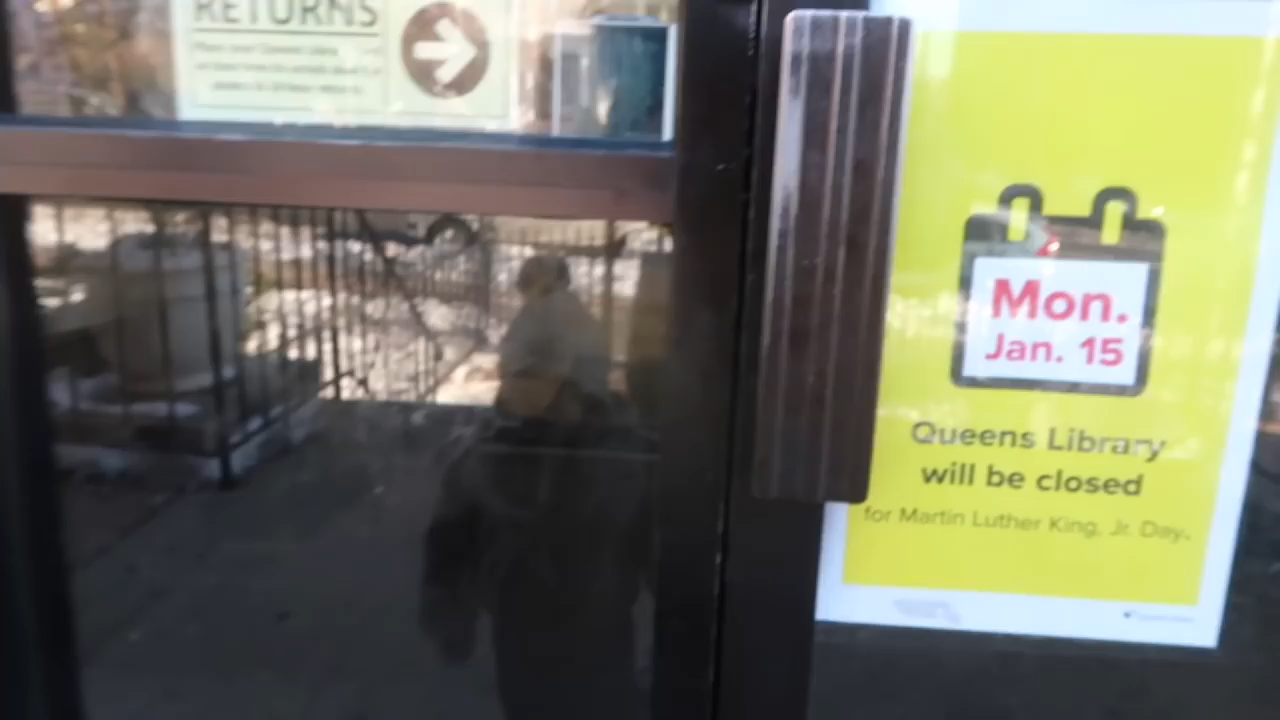 RETURNS
Mon.
Jan. 15
Queens Library
will be closed
for Martin Luther King, Jr. Day.